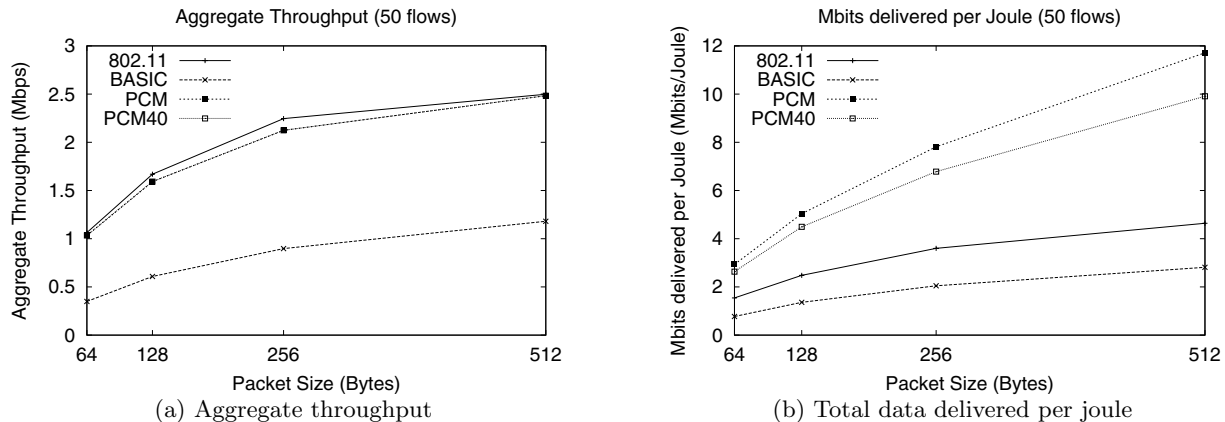 Aggregate Throughput (50 flows)
3
2.5
2
1.5
1
0.5
0
Aggregate Throughput (Mbps)
802.11
BASIC
PCM
PCM40
64 128 256 512
Packet Size (Bytes)
(a) Aggregate throughput
Mbits delivered per Joule (50 flows)
12
10
8
6
4
2
0
Mbits delivered per Joule (Mbits/Joule)
802.11
BASIC
PCM
PCM40
64 128 256 512
Packet Size (Bytes)
(b) Total data delivered per joule